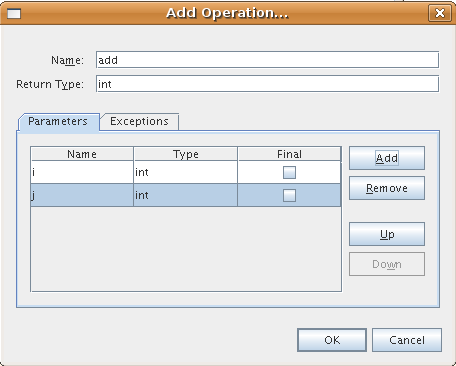 Add Operation...
Name: add
Return Type: int
Parameters Exceptions
Name Type Final
i int
j int
Add
Remove
Up
Down
OK Cancel